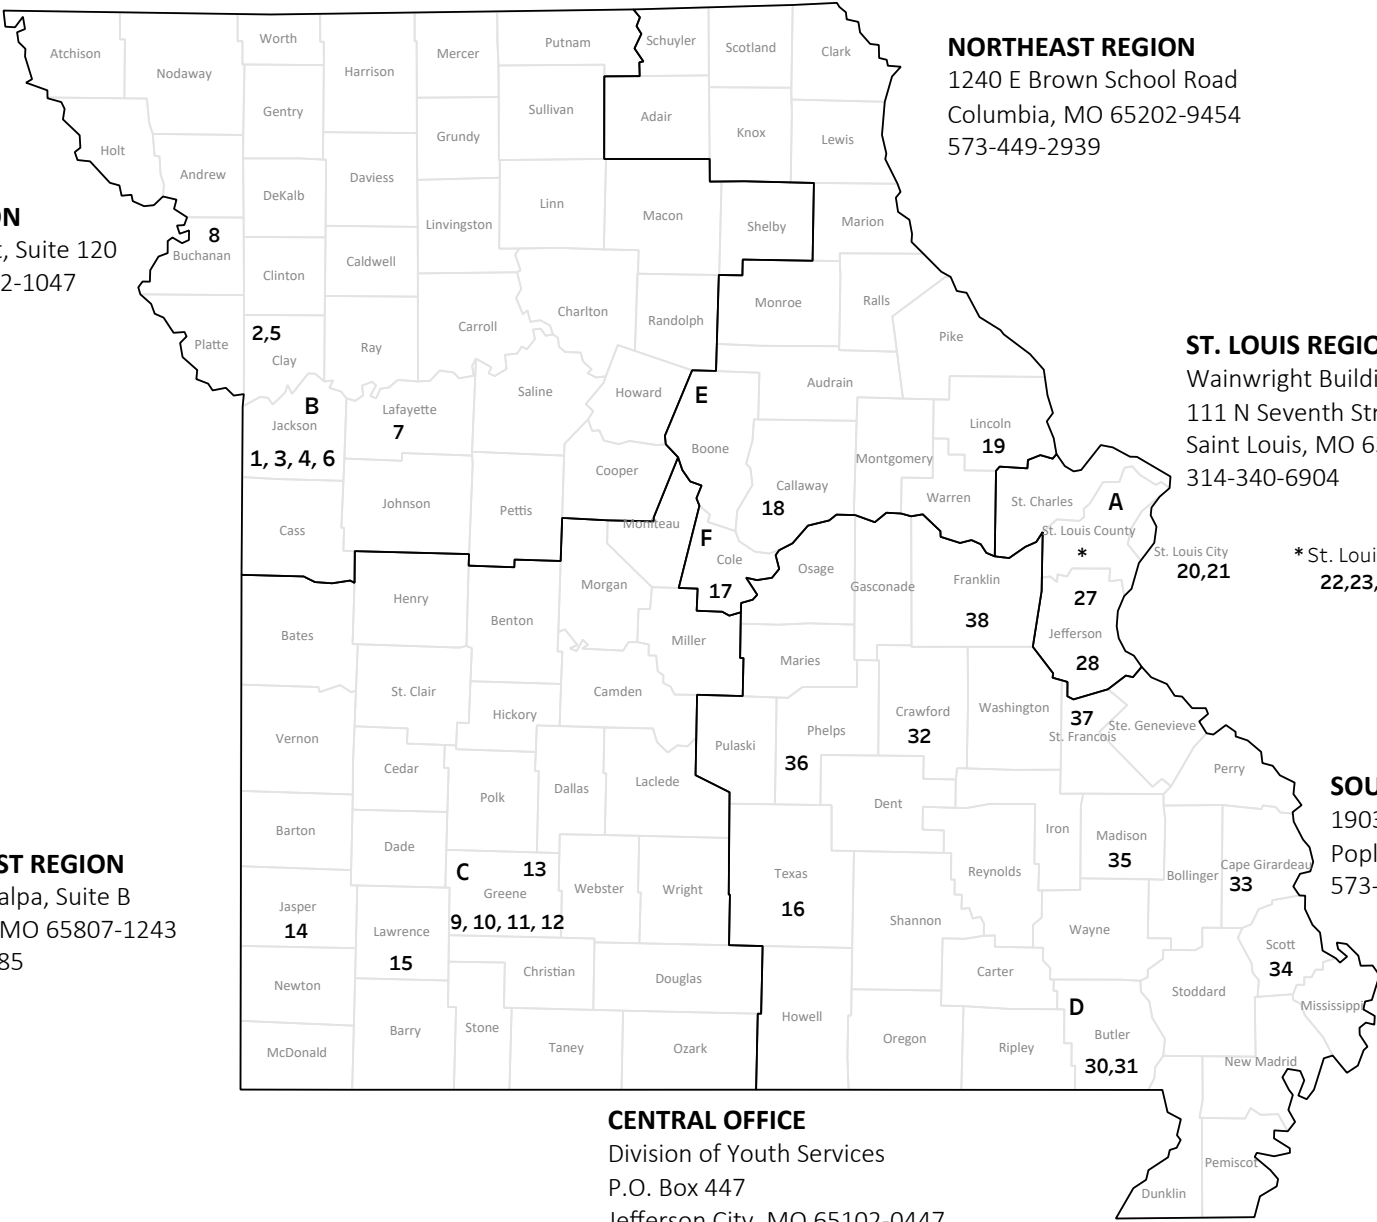 NORTHEAST REGION
1240 E Brown School Road
Columbia, MO 65202-9454
573-449-2939
ON
t, Suite 120
2-1047
ST. LOUIS REGIO
Wainwright Buildi
111 N Seventh Str
Saint Louis, MO 63
314-340-6904
St. Louis City
20,21
* St. Loui
22,23,
SOU
1903
Popl
573-
ST REGION
alpa, Suite B
MO 65807-1243
85
Atchison
Nodaway
Worth
Harrison
Mercer
Putnam
Schuyler
Scotland
Clark
Gentry
Sullivan
Adair
Knox
Lewis
Grundy
Holt
Andrew
DeKalb
Daviess
Linvingston
Linn
Macon
Shelby
Marion
8
Buchanan
Clinton
Caldwell
Carroll
Charlton
Randolph
Monroe
Ralls
Pike
2,5
Clay
Platte
Ray
Saline
Howard
Audrain
B
Jackson
1, 3, 4, 6
Lafayette
7
E
Boone
Lincoln
19
Cooper
Callaway
18
Montgomery
Warren
St. Charles
A
St. Louis County
*
Cass
Johnson
Pettis
Moniteau
F
Cole
17
Osage
Gasconade
Franklin
38
27
Jefferson
28
Henry
Benton
Morgan
Miller
Bates
Maries
St. Clair
Hickory
Camden
Vernon
Cedar
Polk
Dallas
Laclede
Pulaski
Phelps
36
Crawford
32
Washington
37
St. Francois
Ste. Genevieve
Perry
Barton
Dade
C
13
Greene
9, 10, 11, 12
Webster
Wright
Texas
16
Dent
Reynolds
Iron
Madison
35
Bollinger
Cape Girardeau
33
Jasper
14
Lawrence
15
Shannon
Wayne
Scott
34
Newton
Christian
Douglas
Carter
Stoddard
Mississippi
McDonald
Barry
Stone
Taney
Ozark
Howell
Oregon
Ripley
D
Butler
30,31
New Madrid
Pemiscot
Dunklin
CENTRAL OFFICE
Division of Youth Services
P.O. Box 447
Jefferson City, MO 65102-0447